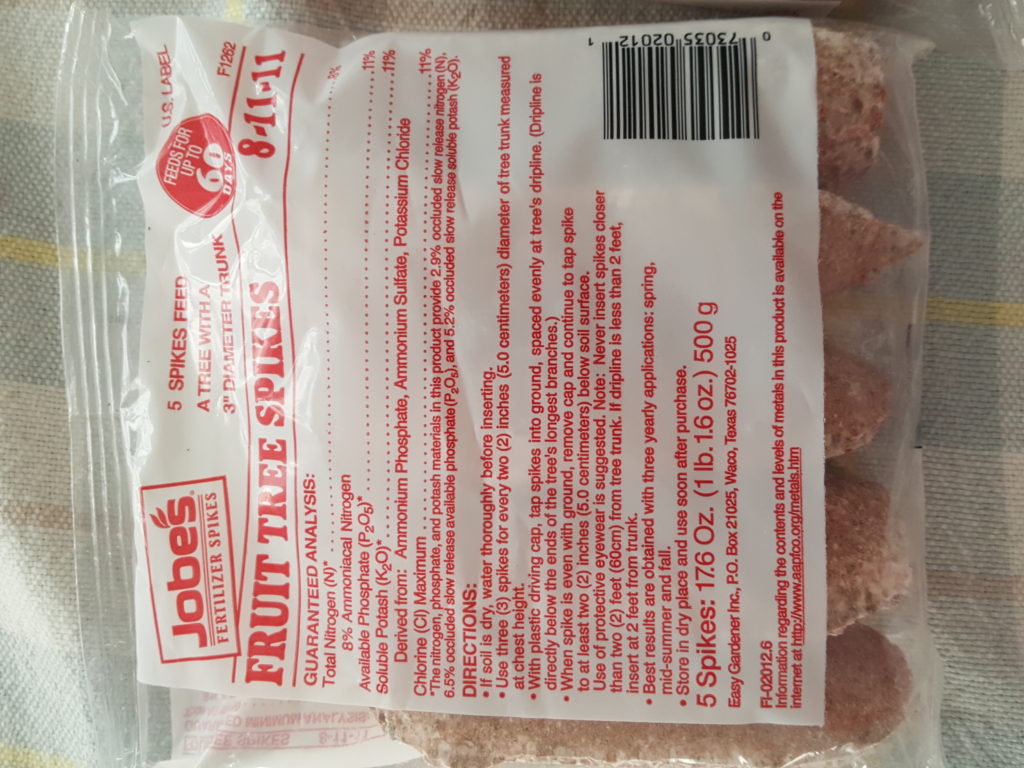 U.S. LABEL
F1262
FEEDS FOR
UP TO
60
DAYS
5 SPIKES FEED
A TREE WITH A
3" DIAMETER TRUNK
Jobe's
FERTILIZER SPIKES
FRUIT TREE SPIKES 8-11-11
GUARANTEED ANALYSIS:
Total Nitrogen (N)* 8%
8% Ammoniacal Nitrogen
Available Phosphate (P2O5)* 11%
Soluble Potash (K2O)* 11%
Derived from: Ammonium Phosphate, Ammonium Sulfate, Potassium Chloride
Chlorine (Cl) Maximum 11%
*The nitrogen, phosphate, and potash materials in this product provide 2.9% occluded slow release nitrogen (N),
6.5% occluded slow release available phosphate(P2O5), and 5.2% occluded slow release soluble potash (K2O).
DIRECTIONS:
• If soil is dry, water thoroughly before inserting.
• Use three (3) spikes for every two (2) inches (5.0 centimeters) diameter of tree trunk measured
at chest height.
• With plastic driving cap, tap spikes into ground, spaced evenly at tree's dripline. (Dripline is
directly below the ends of the tree's longest branches.)
• When spike is even with ground, remove cap and continue to tap spike
to at least two (2) inches (5.0 centimeters) below soil surface.
Use of protective eyewear is suggested. Note: Never insert spikes closer
than two (2) feet (60cm) from tree trunk. If dripline is less than 2 feet,
insert at 2 feet from trunk.
• Best results are obtained with three yearly applications: spring,
mid-summer and fall.
• Store in dry place and use soon after purchase.
5 Spikes: 17.6 Oz. (1 lb. 1.6 oz.) 500 g
Easy Gardener Inc., P.O. Box 21025, Waco, Texas 76702-1025
FI-02012.6
Information regarding the contents and levels of metals in this product is available on the
internet at http://www.aapfco.org/metals.htm
0 73035 02012 1